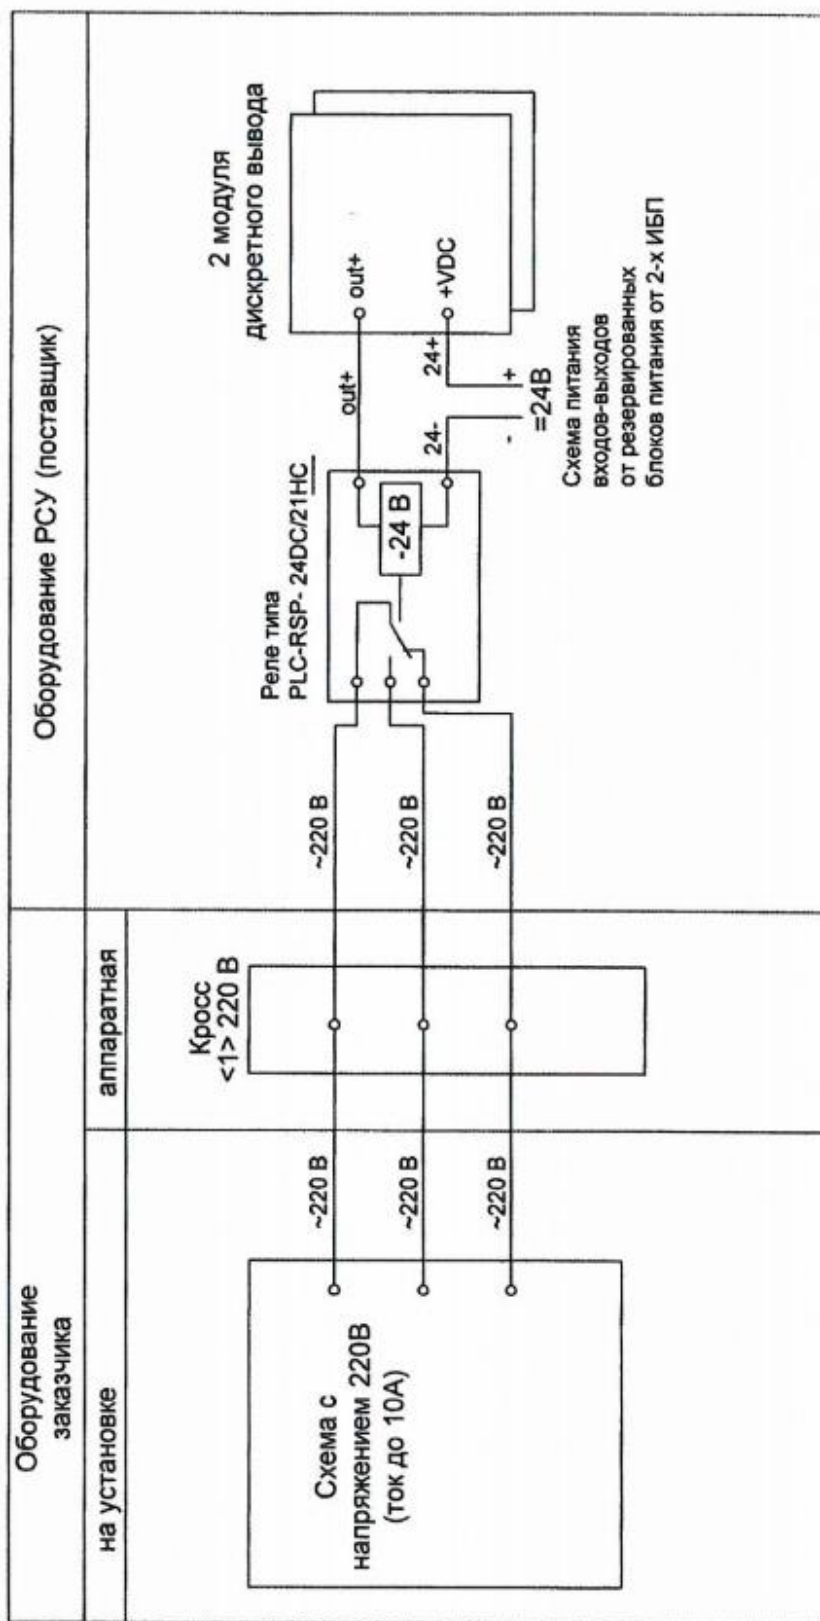 Оборудование
заказчика
Оборудование РСУ (поставщик)
на установке
аппаратная
Схема с
напряжением 220В
(ток до 10А)
~220 В
~220 В
~220 В
Кросс
<1> 220 В
~220 В
~220 В
~220 В
Реле типа
PLC-RSP- 24DC/21HC
-24 В
out+
24-
24+
-
+
=24В
2 модуля
дискретного вывода
out+
+VDC
Схема питания
входов-выходов
от резервированных
блоков питания от 2-х ИБП